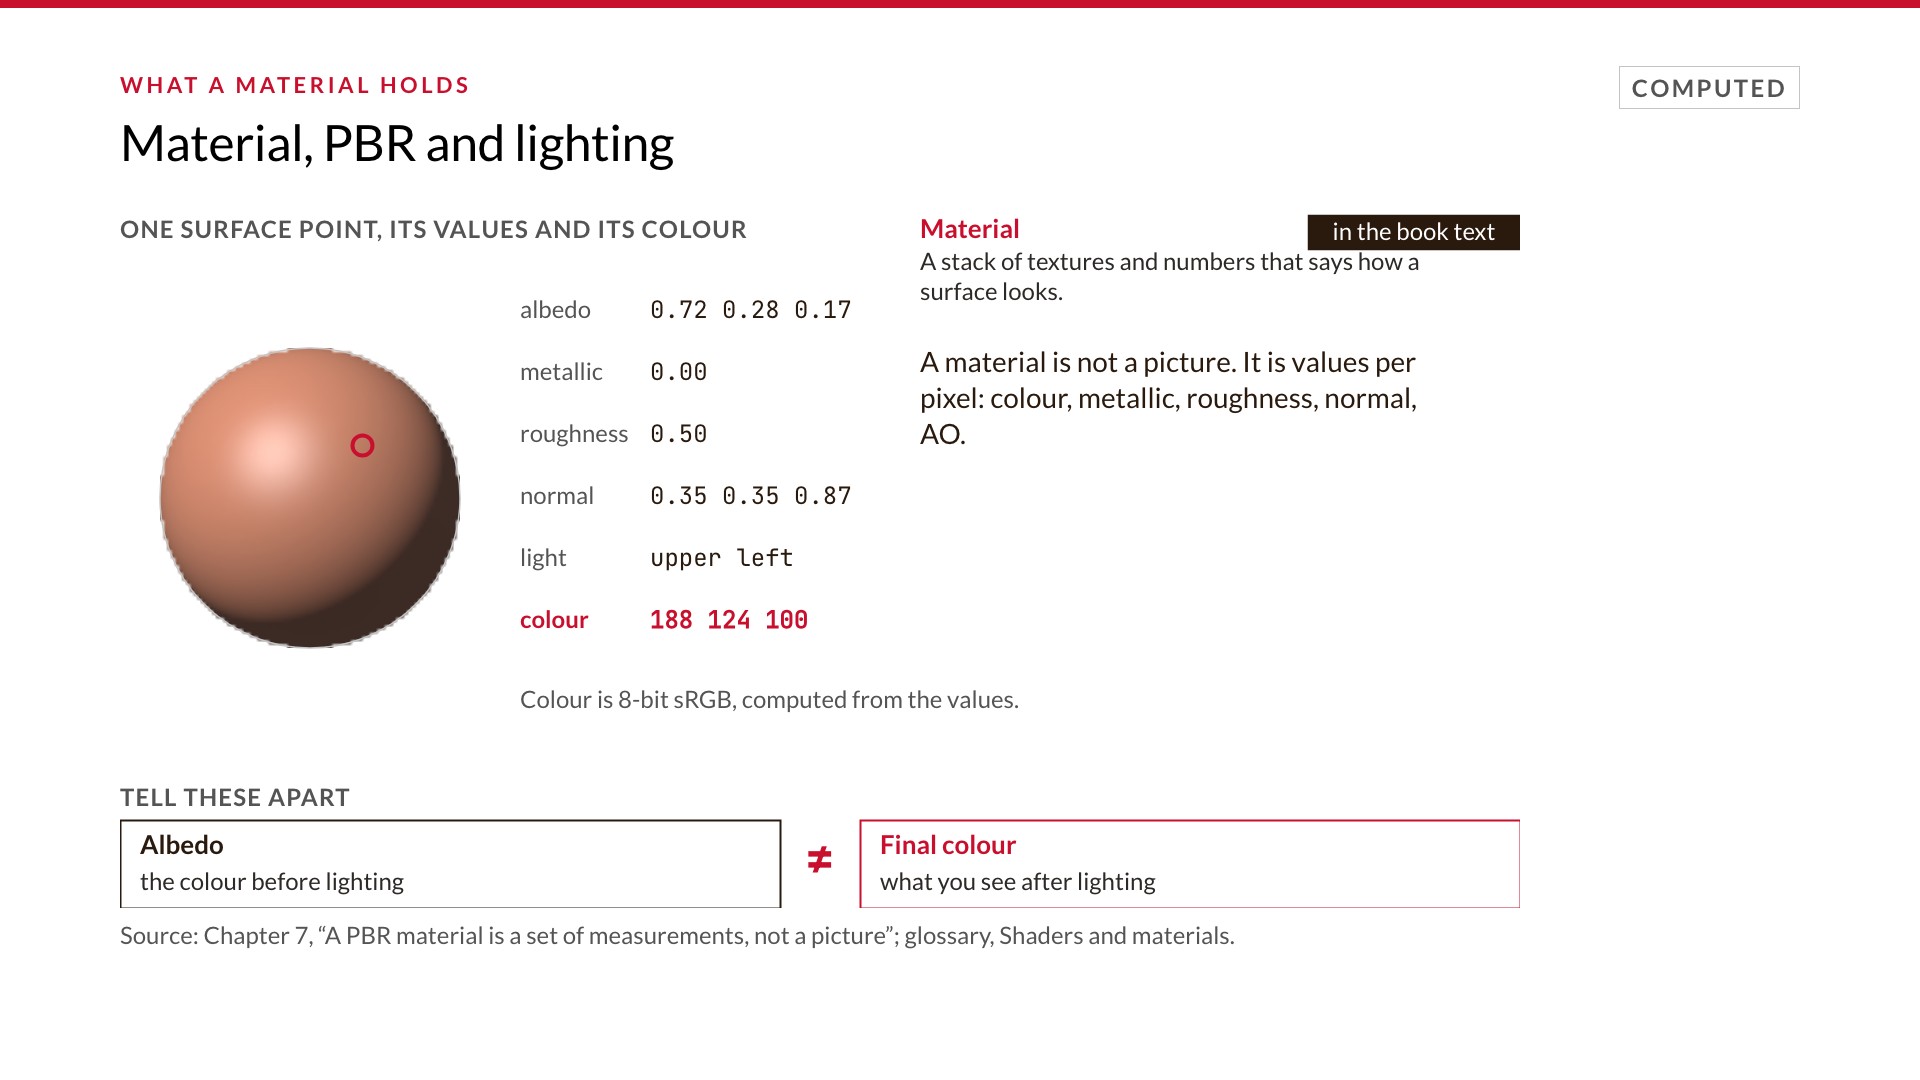 WHAT A MATERIAL HOLDS
COMPUTED
Material, PBR and lighting
ONE SURFACE POINT, ITS VALUES AND ITS COLOUR
albedo 0.72 0.28 0.17
metallic 0.00
roughness 0.50
normal 0.35 0.35 0.87
light upper left
colour 188 124 100
Colour is 8-bit sRGB, computed from the values.
Material
in the book text
A stack of textures and numbers that says how a
surface looks.
A material is not a picture. It is values per
pixel: colour, metallic, roughness, normal,
AO.
TELL THESE APART
Albedo
the colour before lighting
≠
Final colour
what you see after lighting
Source: Chapter 7, “A PBR material is a set of measurements, not a picture”; glossary, Shaders and materials.